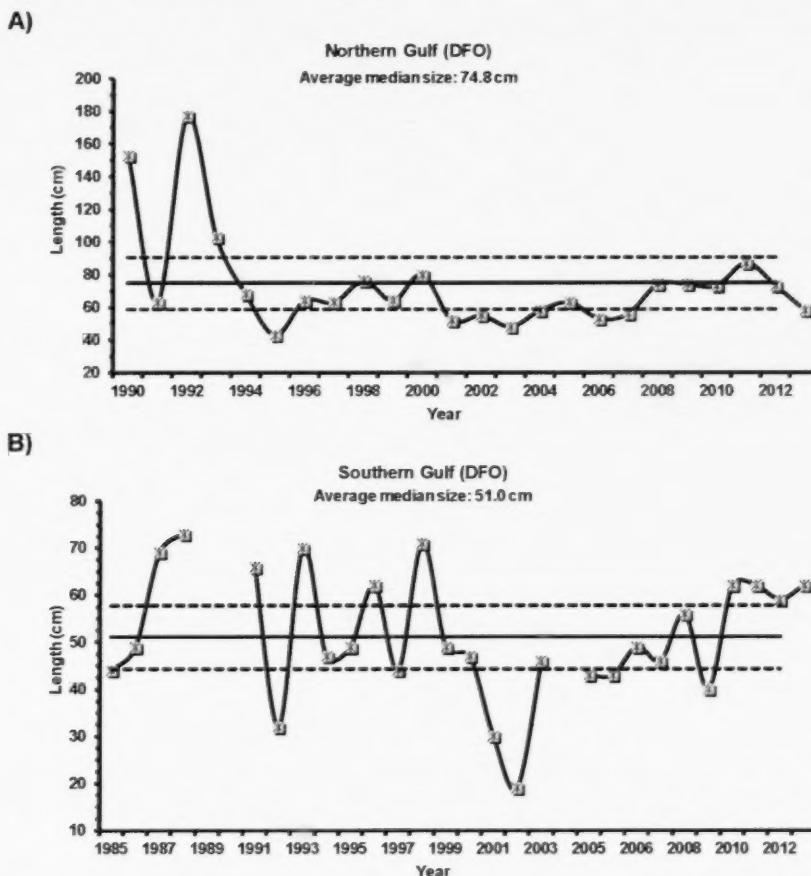 A)
Northern Gulf (DFO)
Average median size: 74.8 cm
200
180
160
140
120
100
80
60
40
20
Length (cm)
1990 1992 1994 1996 1998 2000 2002 2004 2006 2008 2010 2012
Year
B)
Southern Gulf (DFO)
Average median size: 51.0 cm
80
70
60
50
40
30
20
10
Length (cm)
1985 1987 1989 1991 1993 1995 1997 1999 2001 2003 2005 2006 2008 2010 2012
Year